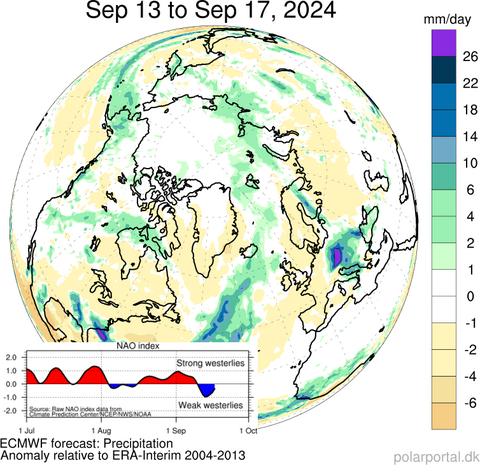 Sep 13 to Sep 17, 2024
mm/day
26
22
18
14
10
6
4
2
1
0
-1
-2
-4
-6
NAO index
2.0
1.0
0.0
-1.0
-2.0
Strong westerlies
Weak westerlies
Source: Raw NAO index data from
Climate Prediction Center/NCEP/NWS/NOAA
1 Jul
1 Aug
1 Sep
1 Oct
ECMWF forecast: Precipitation
Anomaly relative to ERA-Interim 2004-2013
polarportal.dk